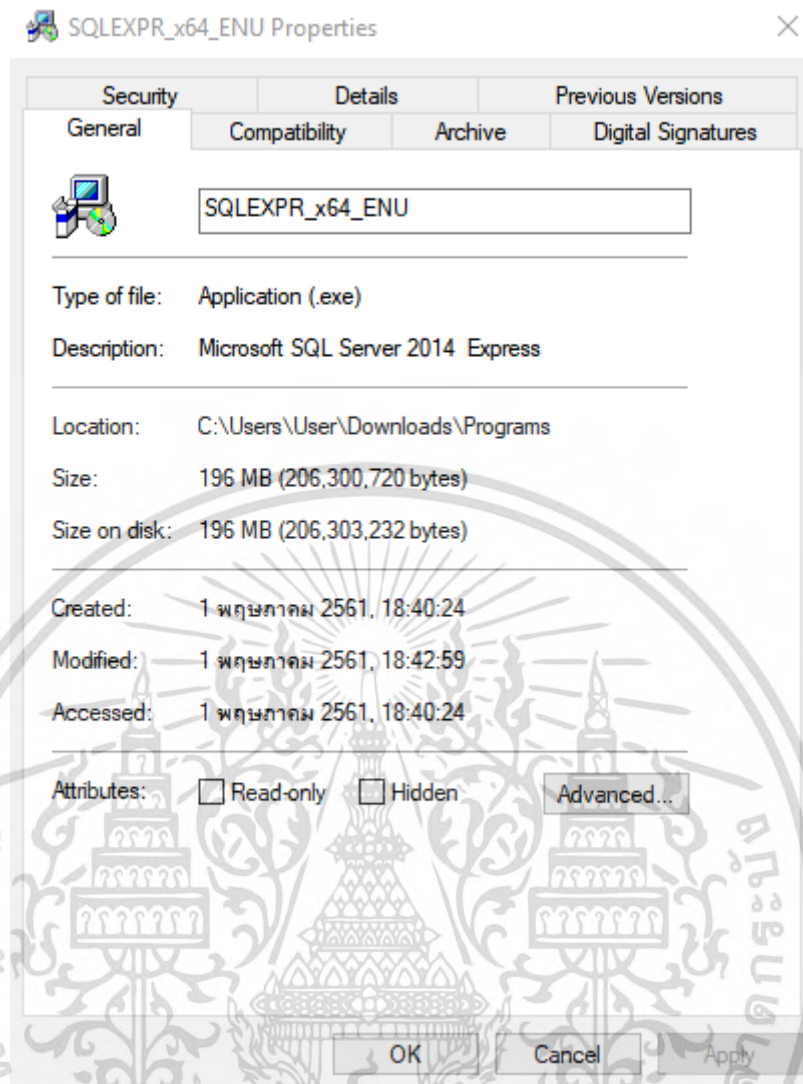 SQLEXPR_x64_ENU Properties
Security Details Previous Versions
General Compatibility Archive Digital Signatures
SQLEXPR_x64_ENU
Type of file: Application (.exe)
Description: Microsoft SQL Server 2014 Express
Location: C:\Users\User\Downloads\Programs
Size: 196 MB (206,300,720 bytes)
Size on disk: 196 MB (206,303,232 bytes)
Created: 1 พฤษภาคม 2561, 18:40:24
Modified: 1 พฤษภาคม 2561, 18:42:59
Accessed: 1 พฤษภาคม 2561, 18:40:24
Attributes: Read-only Hidden Advanced...
OK Cancel Apply